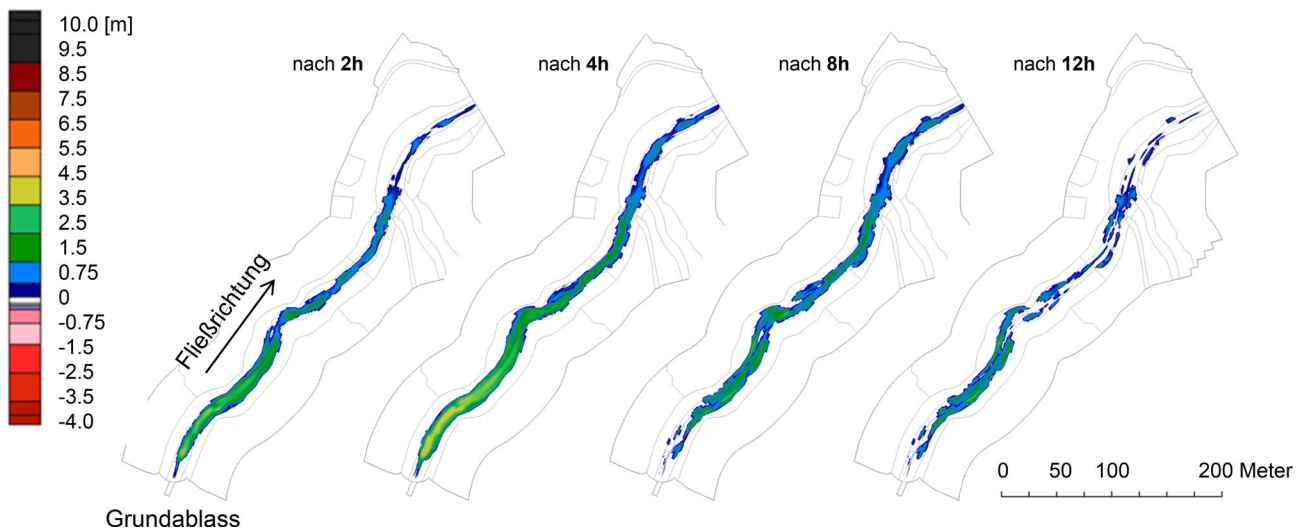 10.0 [m]
9.5
8.5
7.5
6.5
5.5
4.5
3.5
2.5
1.5
0.75
0
-0.75
-1.5
-2.5
-3.5
-4.0
nach 2h
nach 4h
nach 8h
nach 12h
Fließrichtung
Grundablass
0 50 100 200 Meter